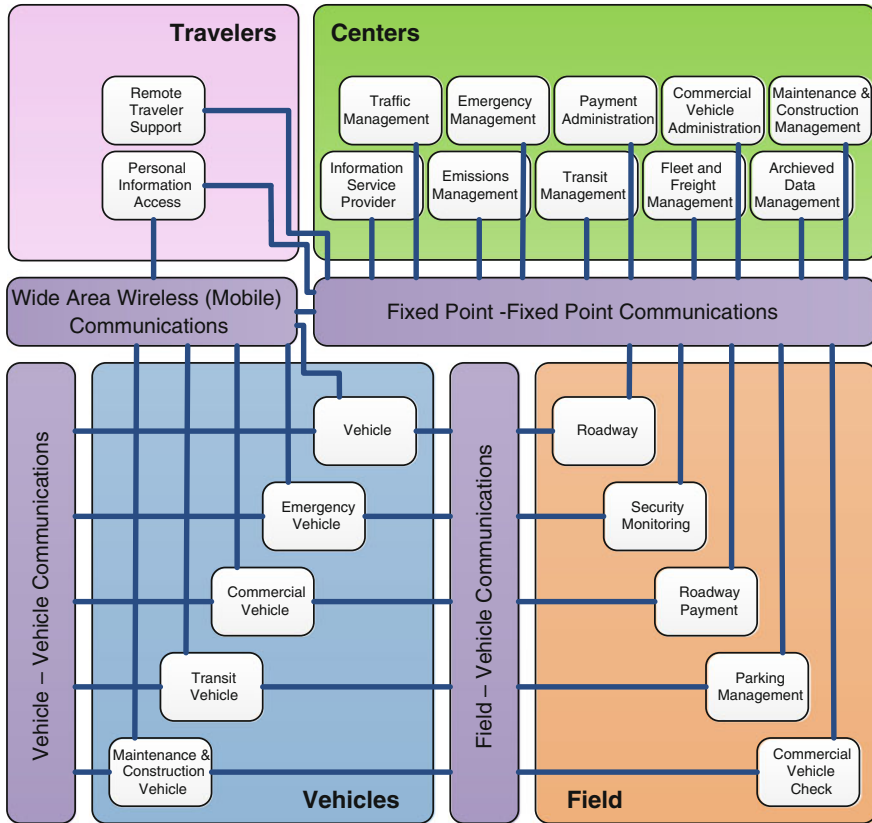 Travelers
Remote
Traveler
Support
Personal
Information
Access
Centers
Traffic
Management
Emergency
Management
Payment
Administration
Commercial
Vehicle
Administration
Maintenance &
Construction
Management
Information
Service
Provider
Emissions
Management
Transit
Management
Fleet and
Freight
Management
Archieved
Data
Management
Wide Area Wireless (Mobile)
Communications
Fixed Point -Fixed Point Communications
Vehicle – Vehicle Communications
Vehicle
Emergency
Vehicle
Commercial
Vehicle
Transit
Vehicle
Maintenance &
Construction
Vehicle
Vehicles
Field – Vehicle Communications
Roadway
Security
Monitoring
Roadway
Payment
Parking
Management
Commercial
Vehicle
Check
Field